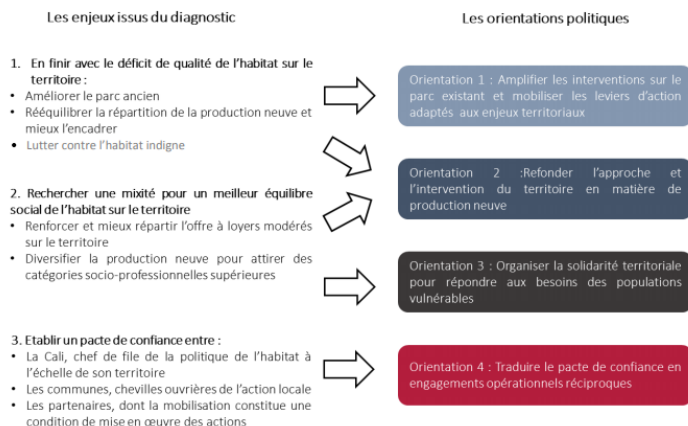 Les enjeux issus du diagnostic
1. En finir avec le déficit de qualité de l'habitat sur le
territoire :
• Améliorer le parc ancien
• Rééquilibrer la répartition de la production neuve et
mieux l'encadrer
• Lutter contre l'habitat indigne
2. Rechercher une mixité pour un meilleur équilibre
social de l'habitat sur le territoire
• Renforcer et mieux répartir l'offre à loyers modérés
sur le territoire
• Diversifier la production neuve pour attirer des
catégories socio-professionnelles supérieures
3. Etablir un pacte de confiance entre :
• La Cali, chef de file de la politique de l'habitat à
l'échelle de son territoire
• Les communes, chevilles ouvrières de l'action locale
• Les partenaires, dont la mobilisation constitue une
condition de mise en œuvre des actions
Les orientations politiques
Orientation 1 : Amplifier les interventions sur le
parc existant et mobiliser les leviers d'action
adaptés aux enjeux territoriaux
Orientation 2 :Refonder l'approche et
l'intervention du territoire en matière de
production neuve
Orientation 3 : Organiser la solidarité territoriale
pour répondre aux besoins des populations
vulnérables
Orientation 4 : Traduire le pacte de confiance en
engagements opérationnels réciproques